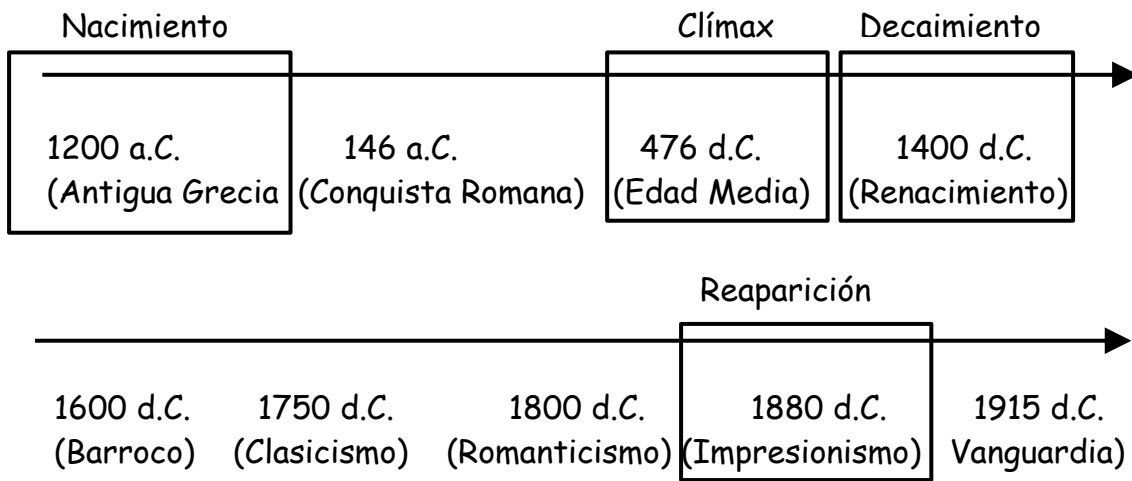 Nacimiento Clímax Decaimiento
1200 a.C. 146 a.C. 476 d.C. 1400 d.C.
(Antigua Grecia (Conquista Romana) (Edad Media) (Renacimiento)
Reaparición
1600 d.C. 1750 d.C. 1800 d.C. 1880 d.C. 1915 d.C.
(Barroco) (Clasicismo) (Romanticismo) (Impresionismo) Vanguardia)